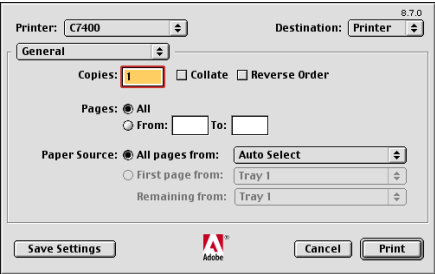 8.7.0
Printer: C7400 Destination: Printer
General
Copies: 1 Collate Reverse Order
Pages: All
From: To:
Paper Source: All pages from: Auto Select
First page from: Tray 1
Remaining from: Tray 1
Save Settings Adobe® Cancel Print